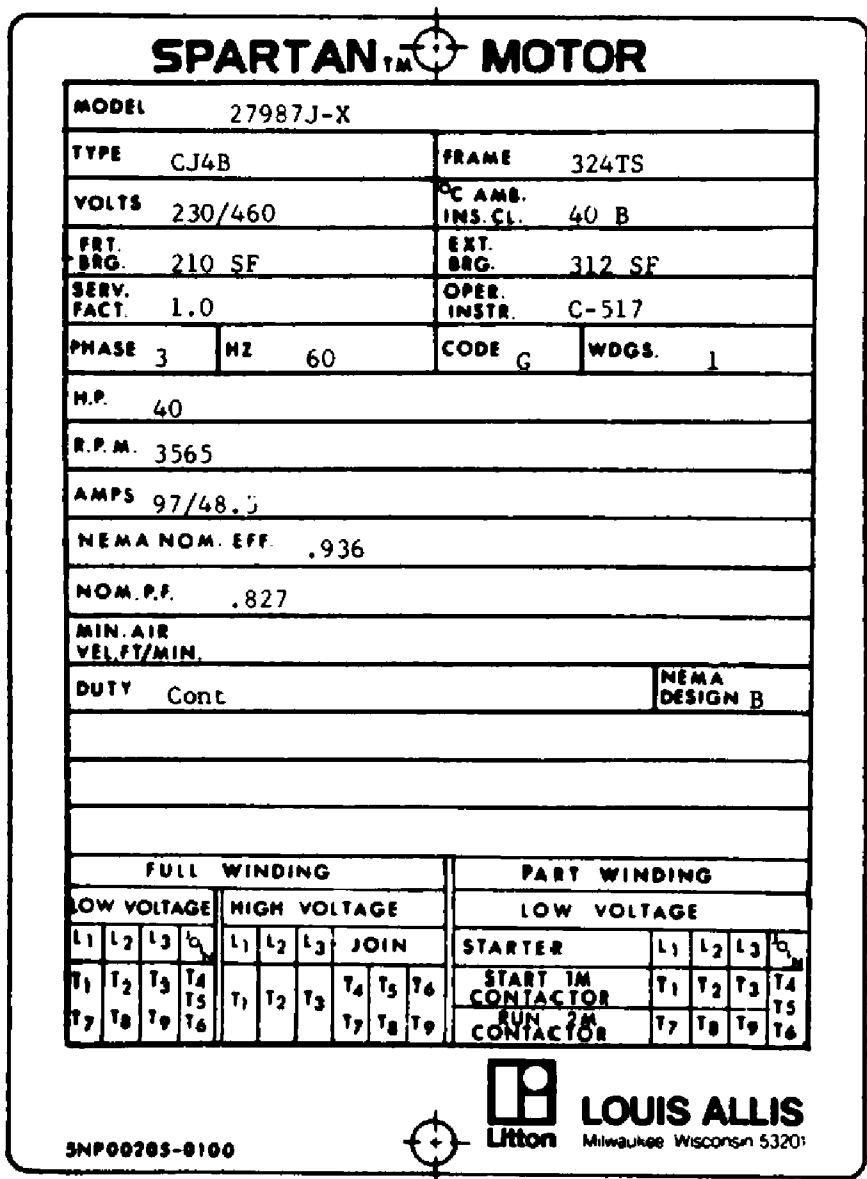 SPARTAN TM MOTOR
MODEL 27987J-X
TYPE CJ4B FRAME 324TS
VOLTS 230/460 °C AMB. INS. CL. 40 B
FRT. BRG. 210 SF EXT. BRG. 312 SF
SERV. FACT. 1.0 OPER. INSTR. C-517
PHASE 3 HZ 60 CODE G WDGS. 1
H.P. 40
R.P.M. 3565
AMPS 97/48.5
NEMA NOM. EFF. .936
NOM. P.F. .827
MIN. AIR
VEL. FT/MIN.
DUTY Cont NEMA DESIGN B
FULL WINDING PART WINDING
LOW VOLTAGE HIGH VOLTAGE LOW VOLTAGE
L1 L2 L3 JOIN L1 L2 L3 JOIN STARTER L1 L2 L3 JOIN
T1 T2 T3 T4 T5 T1 T2 T3 T4 T5 T6 START 1M CONTACTOR T1 T2 T3 T4 T5
T7 T8 T9 T6 T7 T8 T9 RUN 2M CONTACTOR T7 T8 T9 T6
Litton LOUIS ALLIS
Milwaukee Wisconsin 53201
5NP00205-0100